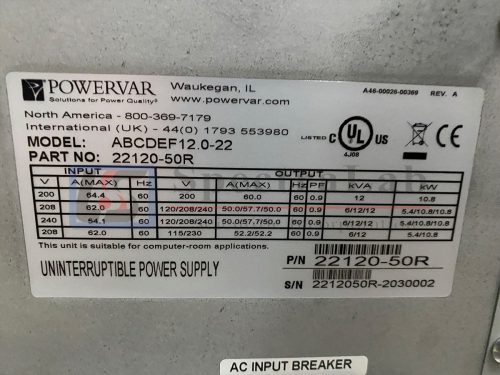 POWERVAR
Solutions for Power Quality
Waukegan, IL
www.powervar.com
A46-00026-00369 REV. A
North America - 800-369-7179
International (UK) - 44(0) 1793 553980
MODEL: ABCDEF12.0-22
PART NO: 22120-50R
LISTED C UL US
4J08
INPUT OUTPUT
V A(MAX) Hz V A(MAX) Hz PF kVA kW
200 64.4 60 200 60.0 60 0.9 12 10.8
208 62.0 60 120/208/240 50.0/57.7/50.0 60 0.9 6/12/12 5.4/10.8/10.8
240 54.1 60 120/208/240 50.0/57.7/50.0 60 0.9 6/12/12 5.4/10.8/10.8
208 62.0 60 115/230 52.2/52.2 60 0.9 6/12 5.4/10.8
This unit is suitable for computer-room applications.
UNINTERRUPTIBLE POWER SUPPLY
P/N 22120-50R
S/N 2212050R-2030002
AC INPUT BREAKER